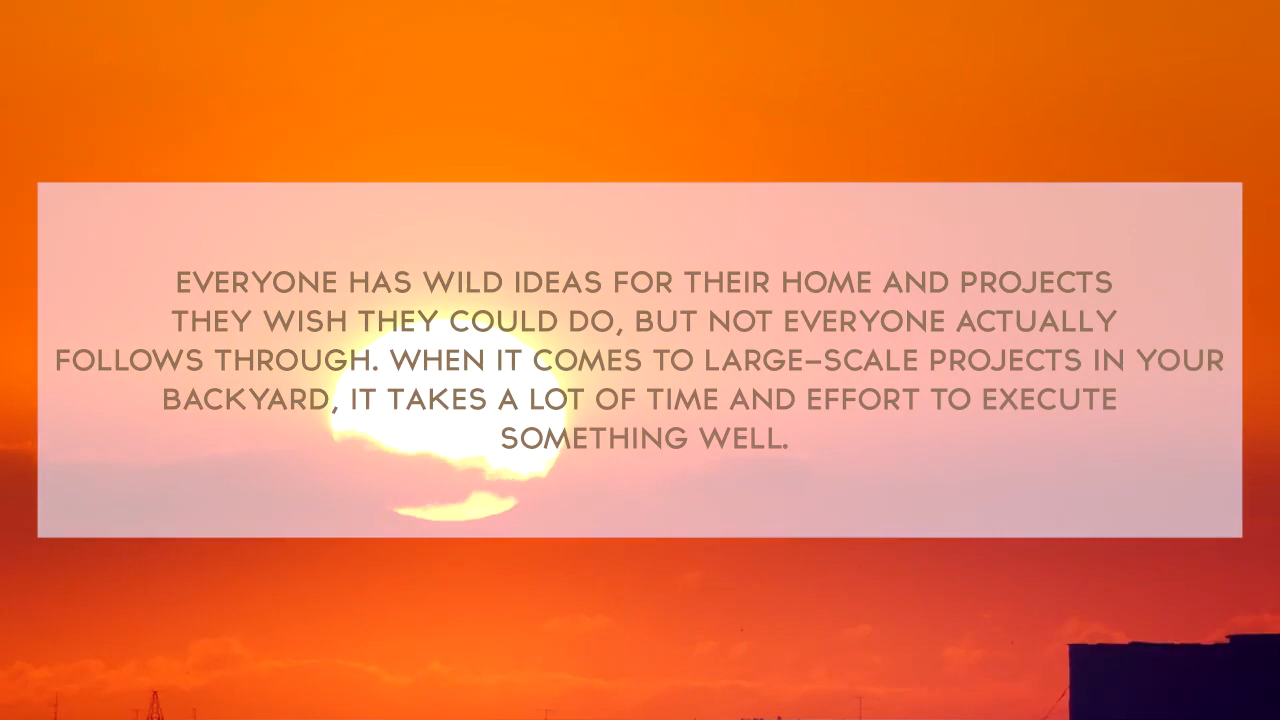 EVERYONE HAS WILD IDEAS FOR THEIR HOME AND PROJECTS
THEY WISH THEY COULD DO, BUT NOT EVERYONE ACTUALLY
FOLLOWS THROUGH. WHEN IT COMES TO LARGE-SCALE PROJECTS IN YOUR
BACKYARD, IT TAKES A LOT OF TIME AND EFFORT TO EXECUTE
SOMETHING WELL.